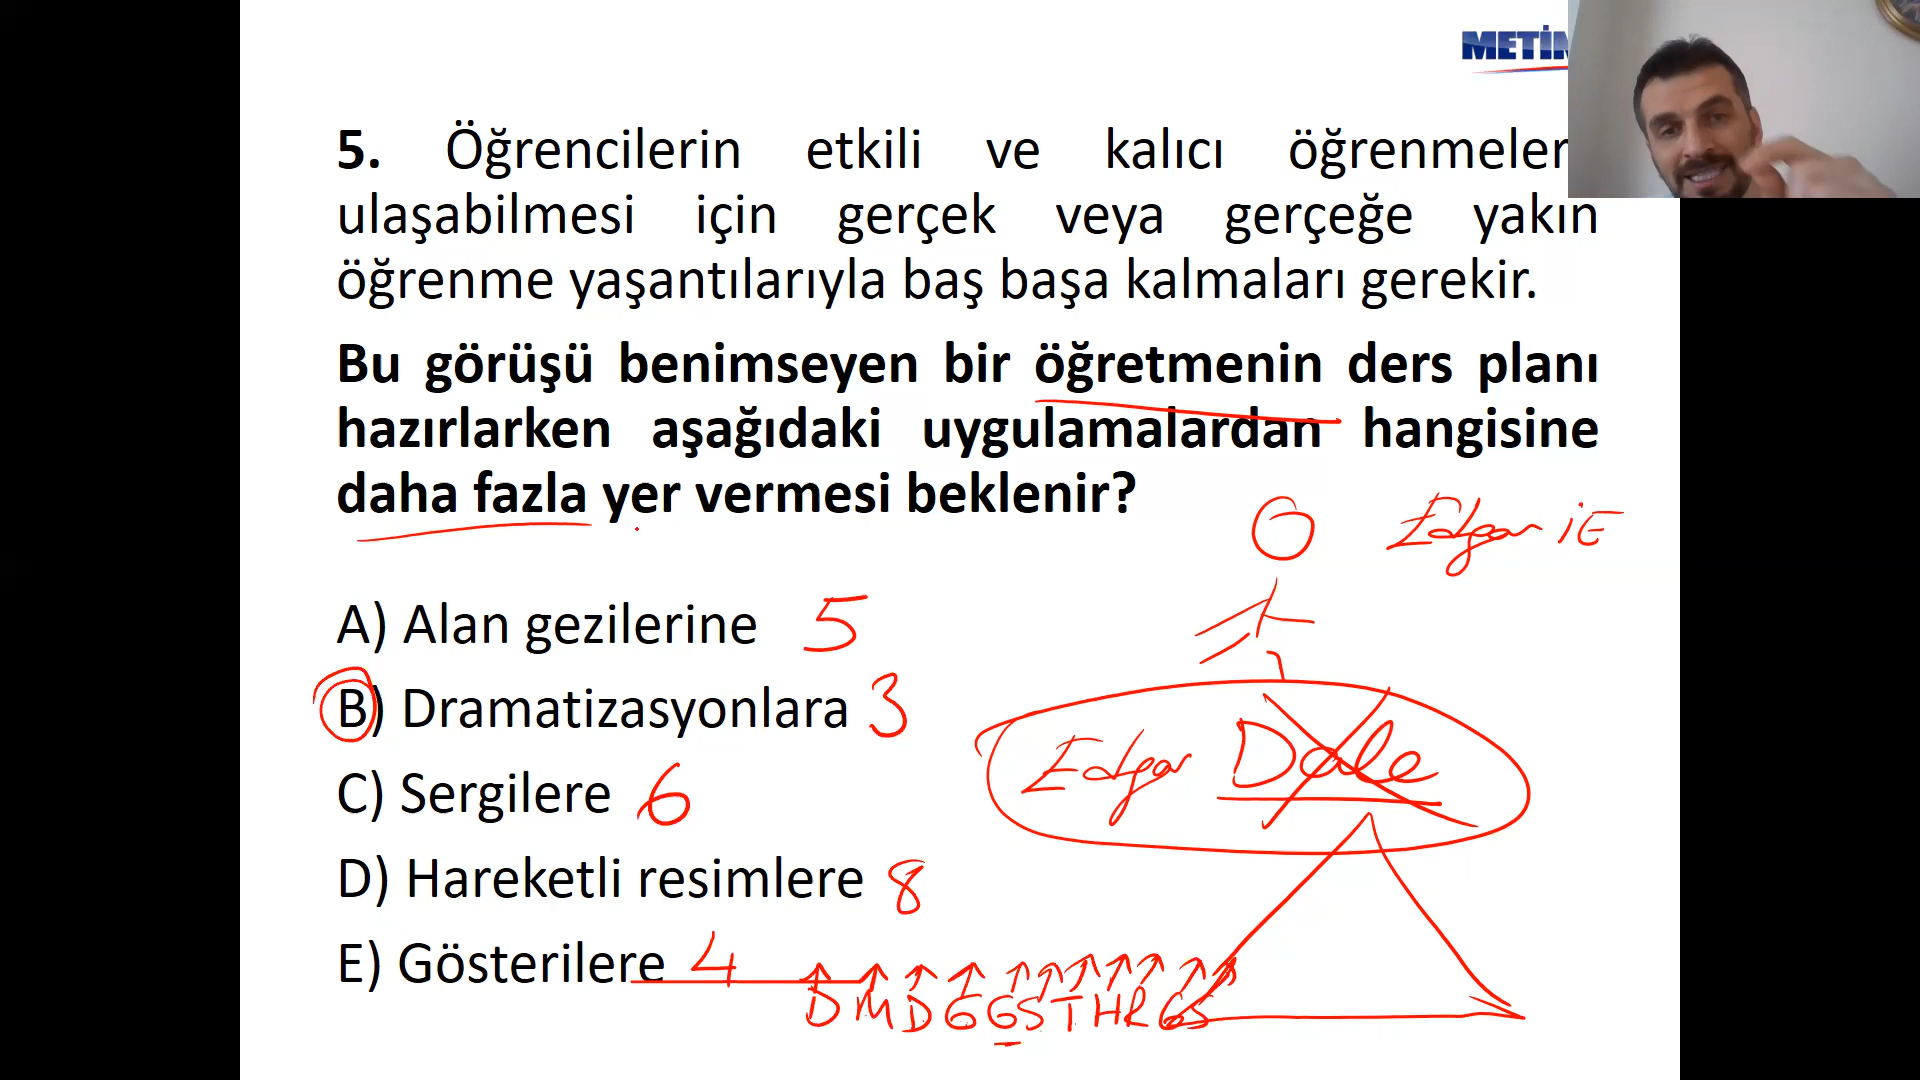 METİN
5. Öğrencilerin etkili ve kalıcı öğrenmeler
ulaşabilmesi için gerçek veya gerçeğe yakın
öğrenme yaşantılarıyla baş başa kalmaları gerekir.
Bu görüşü benimseyen bir öğretmenin ders planı
hazırlarken aşağıdaki uygulamalardan hangisine
daha fazla yer vermesi beklenir?
Edgar iE
A) Alan gezilerine 5
B) Dramatizasyonlara 3
Edgar Dale
C) Sergilere 6
D) Hareketli resimlere 8
E) Gösterilere 4
D M D G G S T H R G S